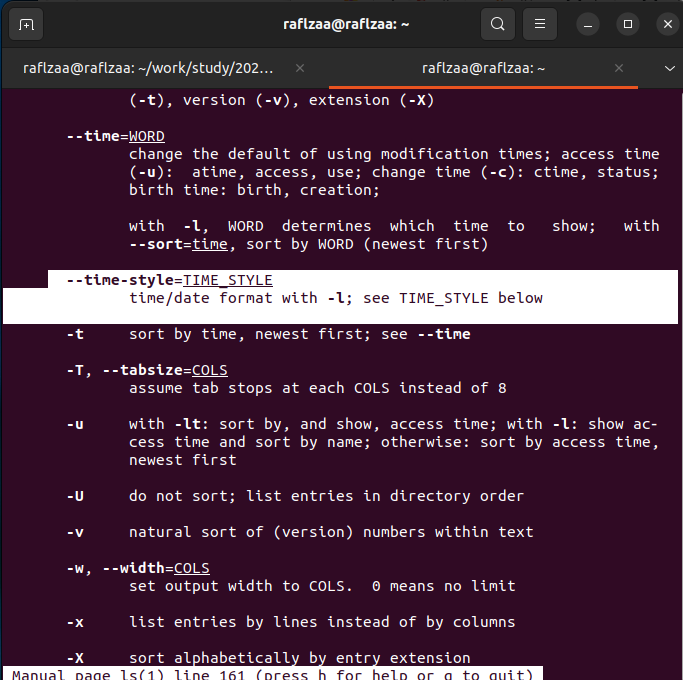 raflzaa@raflzaa: ~
raflzaa@raflzaa: ~/work/study/202...
raflzaa@raflzaa: ~
(-t), version (-v), extension (-X)
--time=WORD
change the default of using modification times; access time
(-u): atime, access, use; change time (-c): ctime, status;
birth time: birth, creation;
with -l, WORD determines which time to show; with
--sort=time, sort by WORD (newest first)
--time-style=TIME_STYLE
time/date format with -l; see TIME_STYLE below
-t sort by time, newest first; see --time
-T, --tabsize=COLS
assume tab stops at each COLS instead of 8
-u with -lt: sort by, and show, access time; with -l: show ac-
cess time and sort by name; otherwise: sort by access time,
newest first
-U do not sort; list entries in directory order
-v natural sort of (version) numbers within text
-w, --width=COLS
set output width to COLS. 0 means no limit
-x list entries by lines instead of by columns
-X sort alphabetically by entry extension
Manual page ls(1) line 161 (press h for help or q to quit)